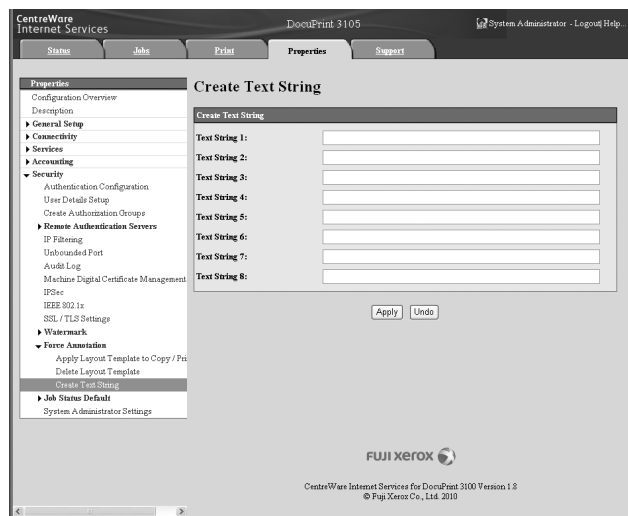 CentreWare
Internet Services
DocuPrint 3105
System Administrator - Logout| Help...
Status
Jobs
Print
Properties
Support
Properties
Configuration Overview
Description
General Setup
Connectivity
Services
Accounting
Security
Authentication Configuration
User Details Setup
Create Authorization Groups
Remote Authentication Servers
IP Filtering
Unbounded Port
Audit Log
Machine Digital Certificate Management
IPSec
IEEE 802.1x
SSL / TLS Settings
Watermark
Force Annotation
Apply Layout Template to Copy / Pri
Delete Layout Template
Create Text String
Job Status Default
System Administrator Settings
Create Text String
Create Text String
Text String 1:
Text String 2:
Text String 3:
Text String 4:
Text String 5:
Text String 6:
Text String 7:
Text String 8:
Apply
Undo
FUJI xerox
CentreWare Internet Services for DocuPrint 3100 Version 1.8
© Fuji Xerox Co., Ltd. 2010